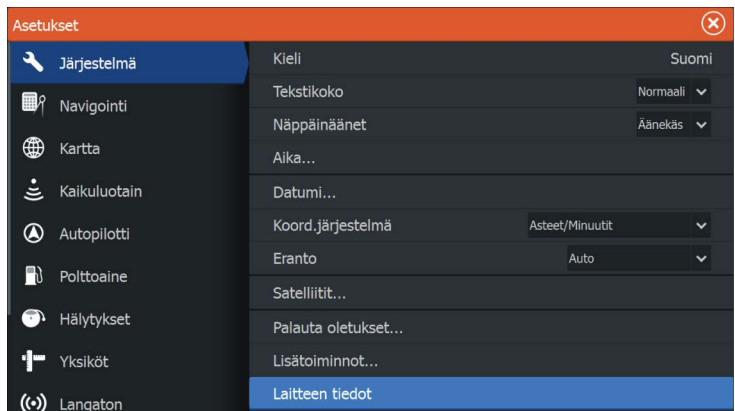 Asetukset
Järjestelmä
Navigointi
Kartta
Kaikuluotain
Autopilotti
Polttoaine
Hälytykset
Yksiköt
Langaton
Kieli Suomi
Tekstikoko Normaali
Näppäinäänet Äänekäs
Aika...
Datumi...
Koord.järjestelmä Asteet/Minuutit
Eranto Auto
Satelliitit...
Palauta oletukset...
Lisätoiminnot...
Laitteen tiedot